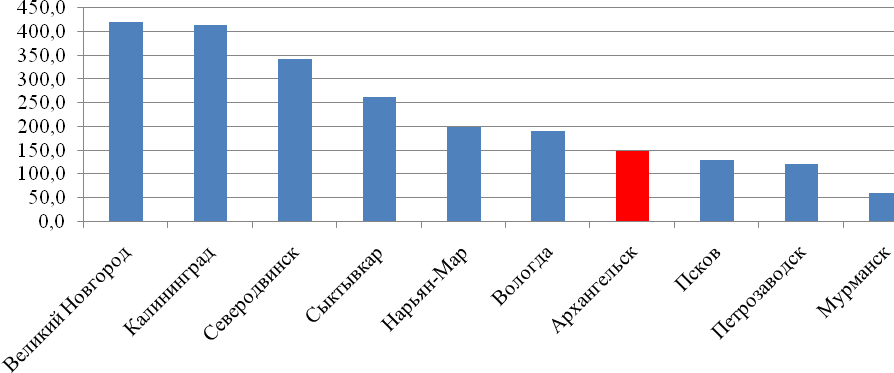 450,0
400,0
350,0
300,0
250,0
200,0
150,0
100,0
50,0
0,0
Великий Новгород
Калининград
Северодвинск
Сыктывкар
Нарьян-Мар
Вологда
Архангельск
Псков
Петрозаводск
Мурманск